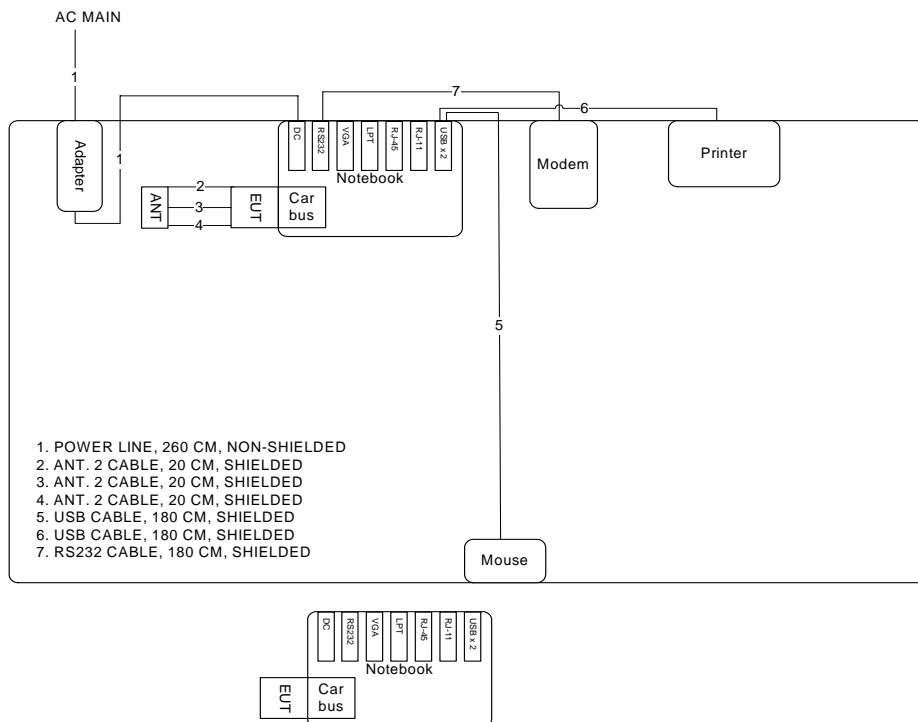 AC MAIN
1
7
6
Adapter
1
DC
RS232
VGA
LPT
RJ-45
RJ-11
USB x 2
Notebook
Modem
Printer
ANT
2
3
4
EUT
Car
bus
5
1. POWER LINE, 260 CM, NON-SHIELDED
2. ANT. 2 CABLE, 20 CM, SHIELDED
3. ANT. 2 CABLE, 20 CM, SHIELDED
4. ANT. 2 CABLE, 20 CM, SHIELDED
5. USB CABLE, 180 CM, SHIELDED
6. USB CABLE, 180 CM, SHIELDED
7. RS232 CABLE, 180 CM, SHIELDED
Mouse
DC
RS232
VGA
LPT
RJ-45
RJ-11
USB x 2
Notebook
EUT
Car
bus